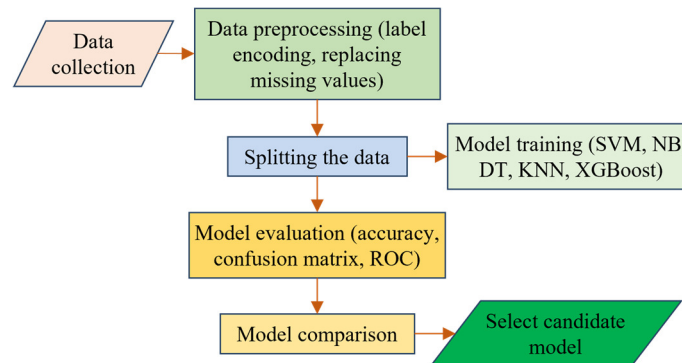 Data
collection
Data preprocessing (label
encoding, replacing
missing values)
Splitting the data
Model training (SVM, NB
DT, KNN, XGBoost)
Model evaluation (accuracy,
confusion matrix, ROC)
Model comparison
Select candidate
model